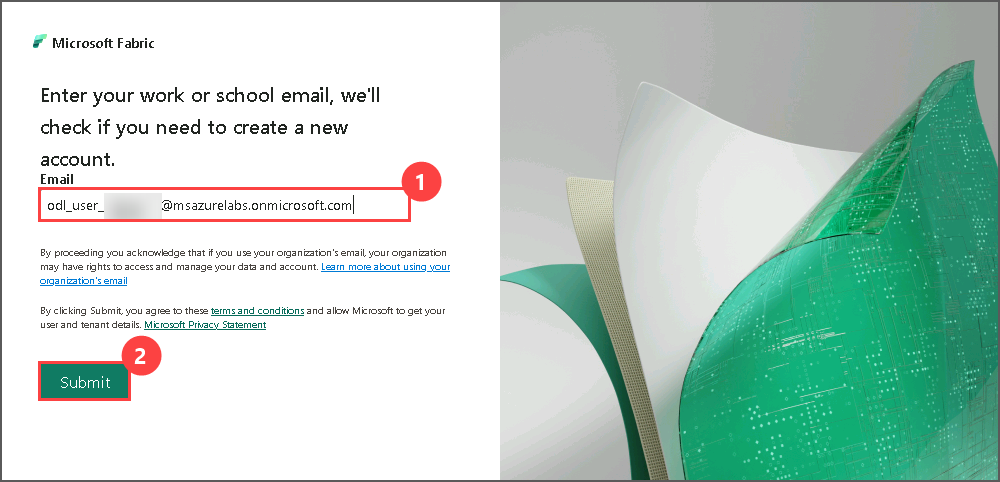 Microsoft Fabric
Enter your work or school email, we'll
check if you need to create a new
account.
Email
1
odl_user_ @msazurelabs.onmicrosoft.com
By proceeding you acknowledge that if you use your organization's email, your organization
may have rights to access and manage your data and account. Learn more about using your
organization's email
By clicking Submit, you agree to these terms and conditions and allow Microsoft to get your
user and tenant details. Microsoft Privacy Statement
2
Submit